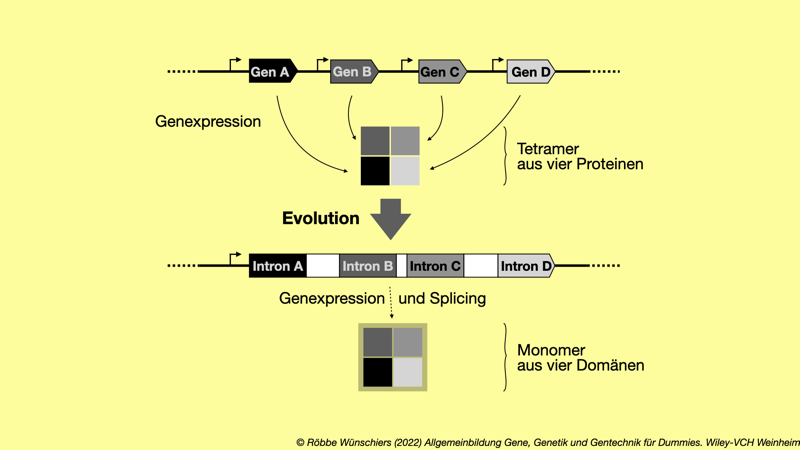 Gen A Gen B Gen C Gen D
Genexpression
Tetramer
aus vier Proteinen
Evolution
Intron A Intron B Intron C Intron D
Genexpression und Splicing
Monomer
aus vier Domänen
© Röbbe Wünschiers (2022) Allgemeinbildung Gene, Genetik und Gentechnik für Dummies. Wiley-VCH Weinheim